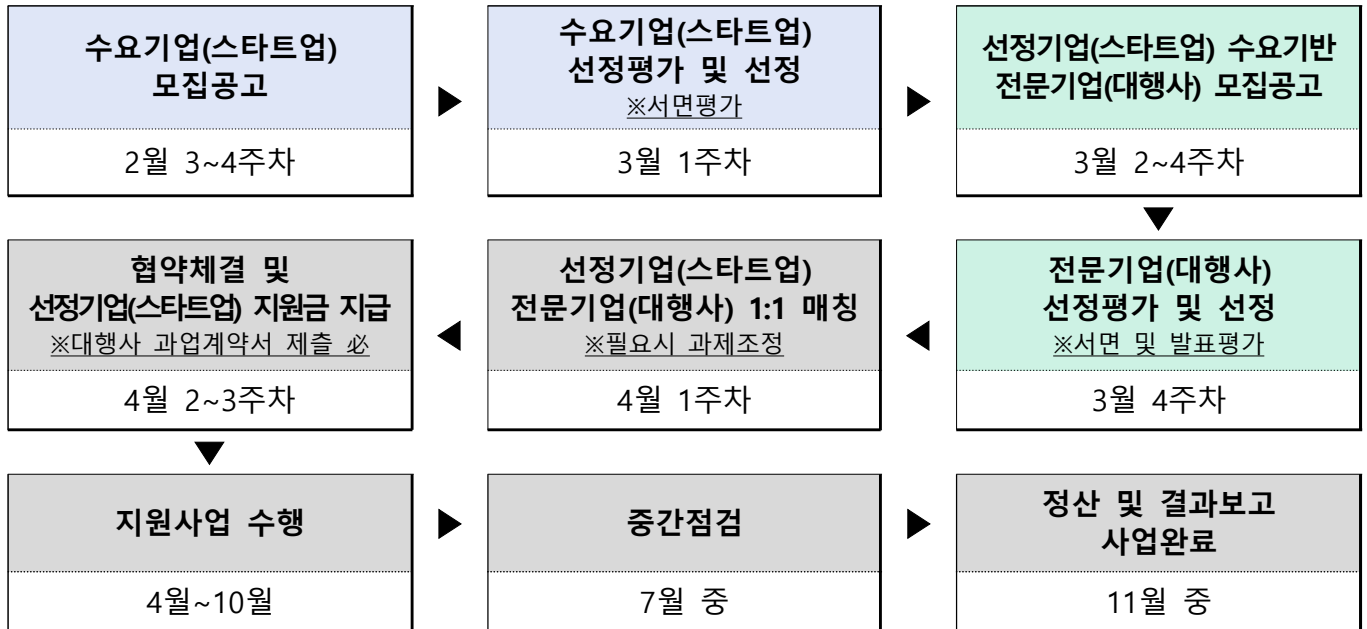 수요기업(스타트업)
모집공고
2월 3~4주차
수요기업(스타트업)
선정평가 및 선정
※서면평가
3월 1주차
선정기업(스타트업) 수요기반
전문기업(대행사) 모집공고
3월 2~4주차
전문기업(대행사)
선정평가 및 선정
※서면 및 발표평가
3월 4주차
선정기업(스타트업)
전문기업(대행사) 1:1 매칭
※필요시 과제조정
4월 1주차
협약체결 및
선정기업(스타트업) 지원금 지급
※대행사 과업계약서 제출 必
4월 2~3주차
지원사업 수행
4월~10월
중간점검
7월 중
정산 및 결과보고
사업완료
11월 중